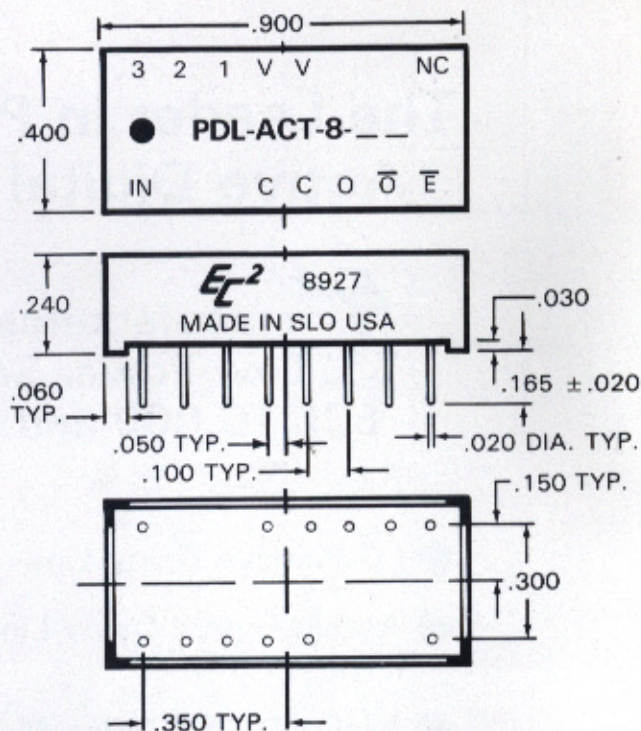 .900
3 2 1 V V NC
.400
PDL-ACT-8-_ _
IN C C O O̅ E̅
EC²
8927
.240
.030
MADE IN SLO USA
.060
TYP.
.165 ±.020
.050 TYP.
.020 DIA. TYP.
.100 TYP.
.150 TYP.
.300
.350 TYP.